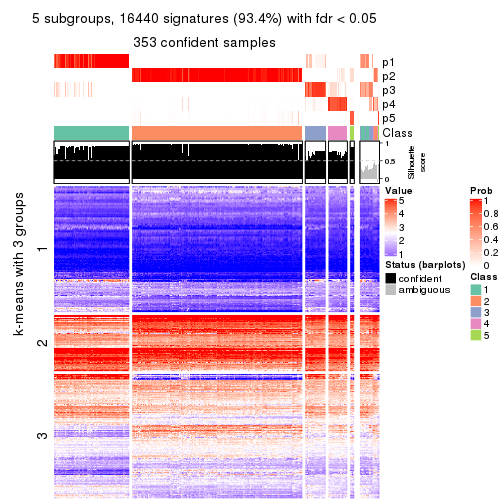 5 subgroups, 16440 signatures (93.4%) with fdr < 0.05
353 confident samples
p1
p2
p3
p4
p5
Class
1
0.5
0
Silhouette
score
k-means with 3 groups
1
2
3
Value
5
4
3
2
1
Status (barplots)
confident
ambiguous
Prob
1
0.8
0.6
0.4
0.2
0
Class
1
2
3
4
5